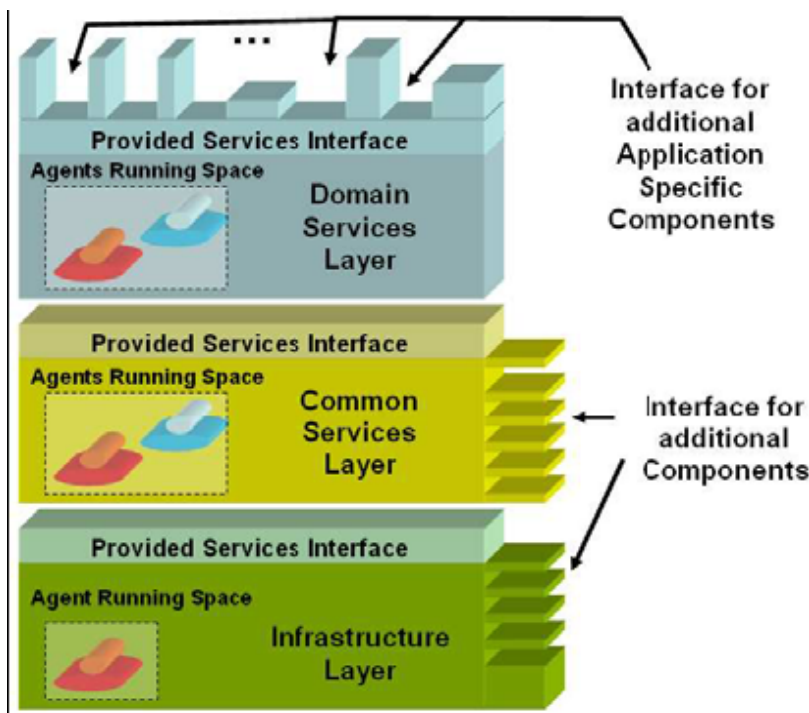 ...
Interface for
additional
Application
Specific
Components
Provided Services Interface
Agents Running Space
Domain
Services
Layer
Provided Services Interface
Agents Running Space
Common
Services
Layer
Interface for
additional
Components
Provided Services Interface
Agent Running Space
Infrastructure
Layer